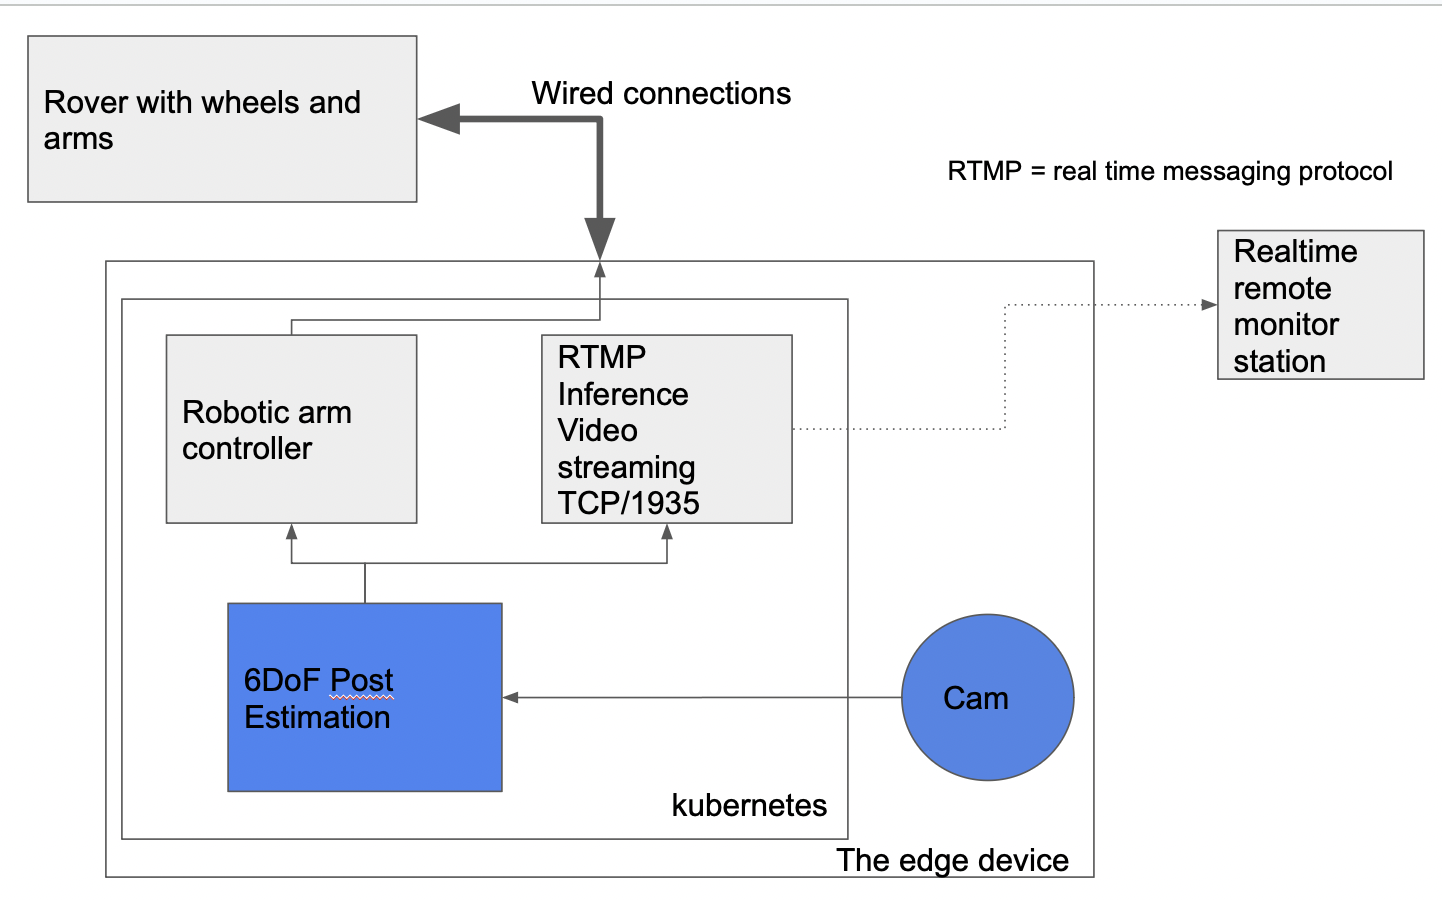 Rover with wheels and
arms
Wired connections
RTMP = real time messaging protocol
Realtime
remote
monitor
station
Robotic arm
controller
RTMP
Inference
Video
streaming
TCP/1935
6DoF Post
Estimation
Cam
kubernetes
The edge device